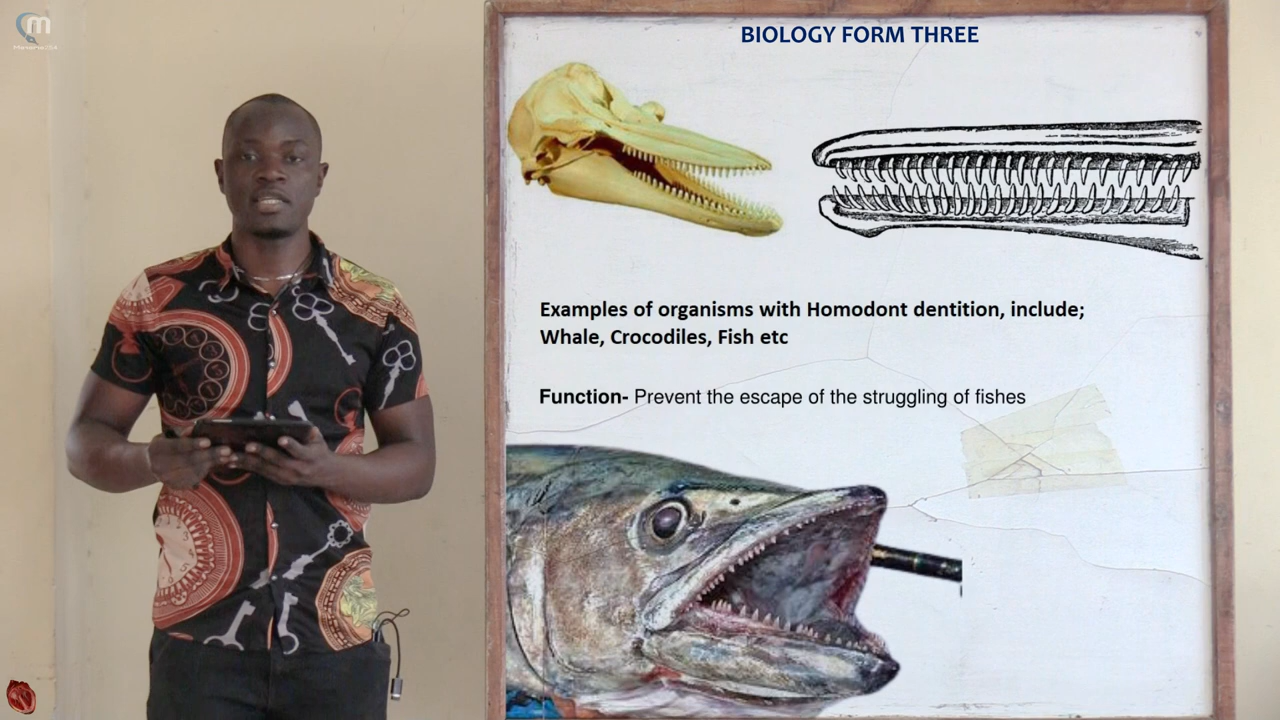 BIOLOGY FORM THREE
Examples of organisms with Homodont dentition, include;
Whale, Crocodiles, Fish etc
Function- Prevent the escape of the struggling of fishes